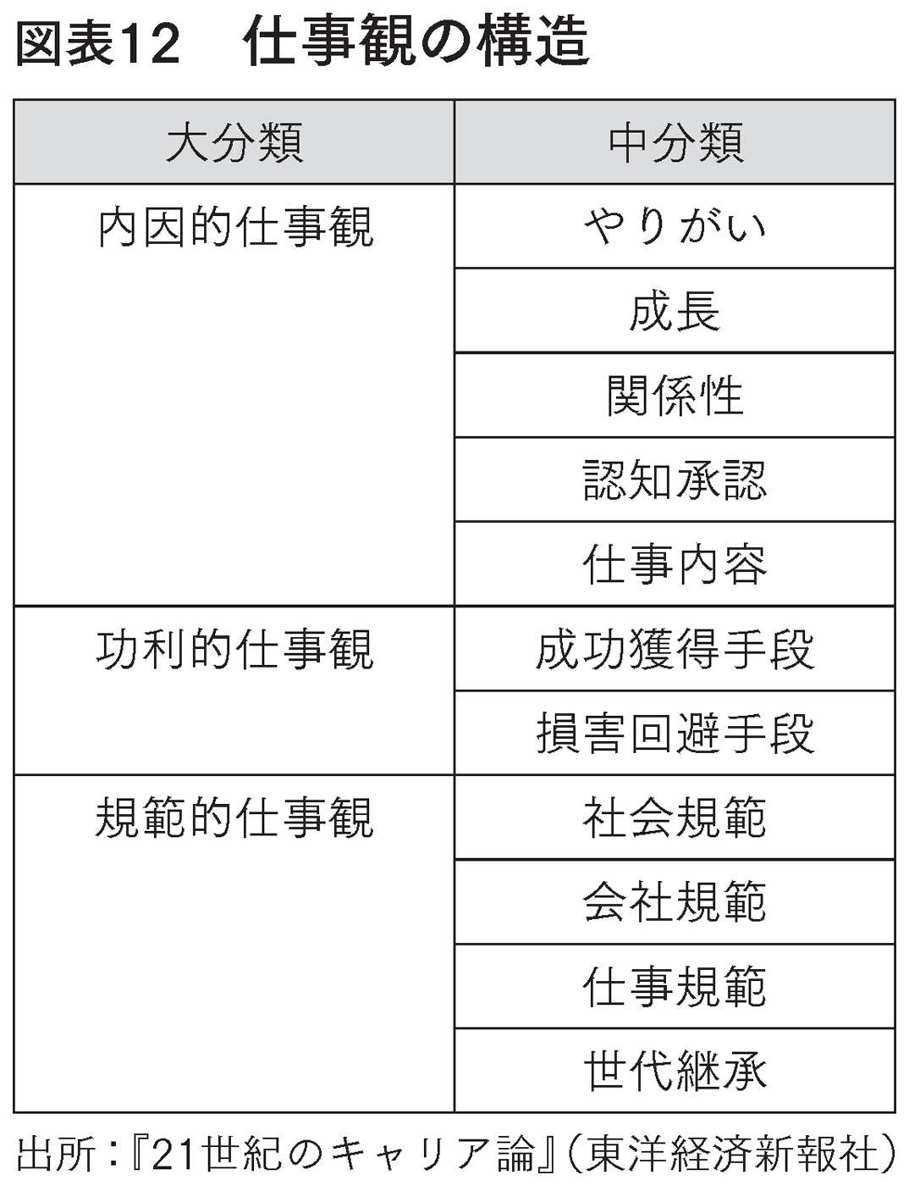 図表12 仕事観の構造
大分類 中分類
内因的仕事観 やりがい
成長
関係性
認知承認
仕事内容
功利的仕事観 成功獲得手段
損害回避手段
規範的仕事観 社会規範
会社規範
仕事規範
世代継承
出所：『21世紀のキャリア論』（東洋経済新報社）